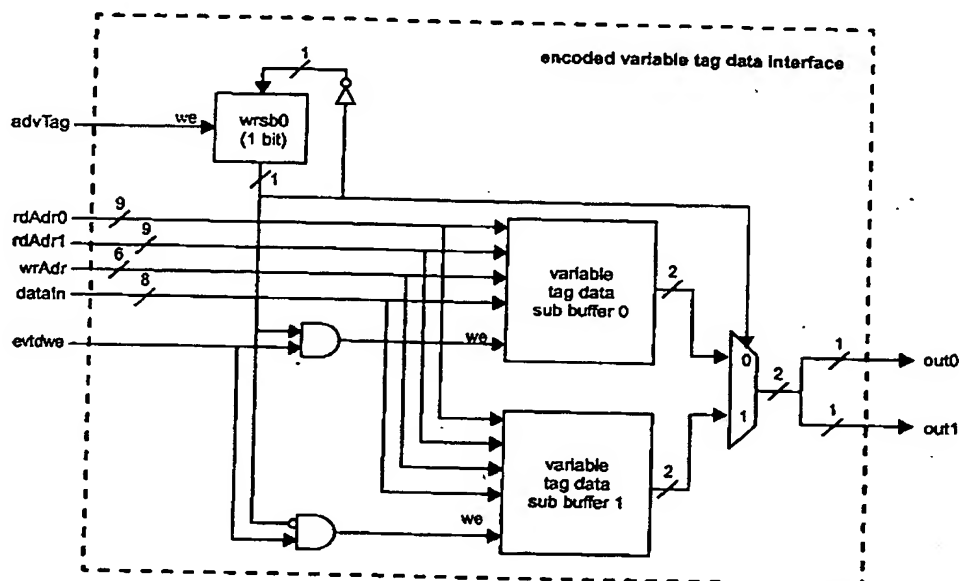 encoded variable tag data interface
1
advTag
we
wrsb0
(1 bit)
1
rdAdr0
9
rdAdr1
9
wrAdr
6
dataIn
8
variable
tag data
sub buffer 0
2
evtdwe
we
0
2
1
out0
1
1
out1
variable
tag data
sub buffer 1
2
we